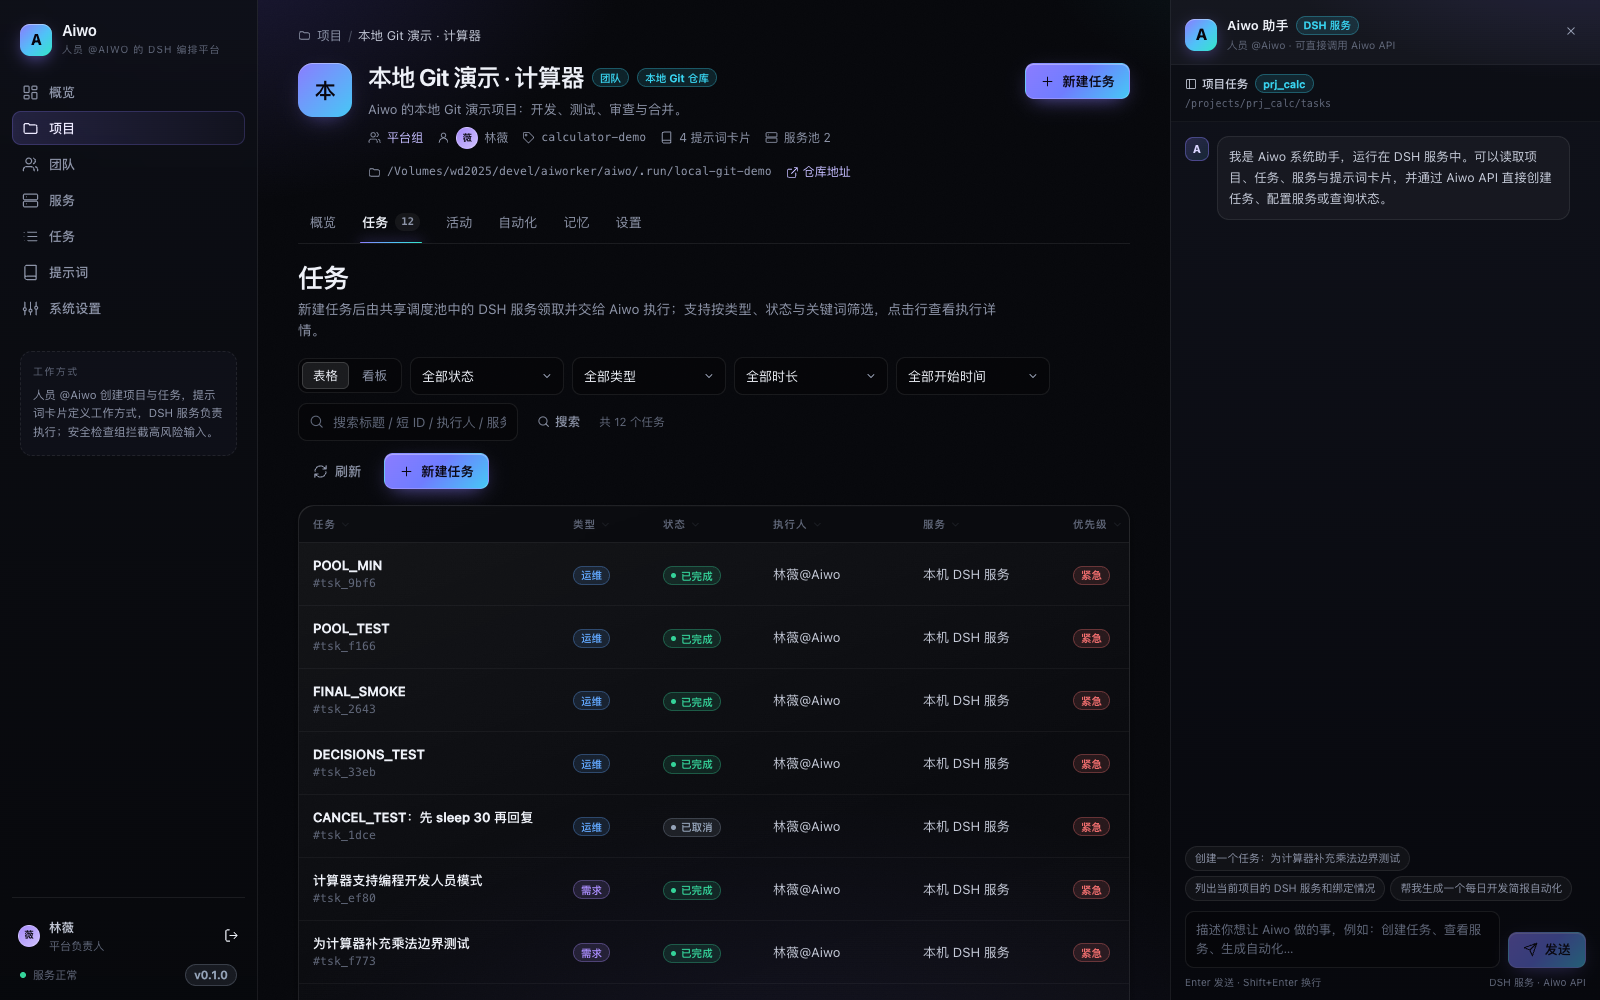 A
Aiwo
人员 @AIWO 的 DSH 编排平台
概览
项目
团队
服务
任务
提示词
系统设置
工作方式
人员 @Aiwo 创建项目与任务，提示
词卡片定义工作方式，DSH 服务负责
执行；安全检查组拦截高风险输入。
薇
林薇
平台负责人
服务正常
v0.1.0
项目 / 本地 Git 演示 · 计算器
本
本地 Git 演示 · 计算器 团队 本地 Git 仓库
新建任务
Aiwo 的本地 Git 演示项目：开发、测试、审查与合并。
平台组 薇 林薇 calculator-demo 4 提示词卡片 服务池 2
/Volumes/wd2025/devel/aiworker/aiwo/.run/local-git-demo 仓库地址
概览 任务 12 活动 自动化 记忆 设置
任务
新建任务后由共享调度池中的 DSH 服务领取并交给 Aiwo 执行；支持按类型、状态与关键词筛选，点击行查看执行详
情。
表格 看板 全部状态 全部类型 全部时长 全部开始时间
搜索标题 / 短 ID / 执行人 / 服务 搜索 共 12 个任务
刷新 新建任务
任务 类型 状态 执行人 服务 优先级
POOL_MIN
#tsk_9bf6
运维 已完成 林薇@Aiwo 本机 DSH 服务 紧急
POOL_TEST
#tsk_f166
运维 已完成 林薇@Aiwo 本机 DSH 服务 紧急
FINAL_SMOKE
#tsk_2643
运维 已完成 林薇@Aiwo 本机 DSH 服务 紧急
DECISIONS_TEST
#tsk_33eb
运维 已完成 林薇@Aiwo 本机 DSH 服务 紧急
CANCEL_TEST：先 sleep 30 再回复
#tsk_1dce
运维 已取消 林薇@Aiwo 本机 DSH 服务 紧急
计算器支持编程开发人员模式
#tsk_ef80
需求 已完成 林薇@Aiwo 本机 DSH 服务 紧急
为计算器补充乘法边界测试
#tsk_f773
需求 已完成 林薇@Aiwo 本机 DSH 服务 紧急
A
Aiwo 助手 DSH 服务
人员 @Aiwo · 可直接调用 Aiwo API
项目任务 prj_calc
/projects/prj_calc/tasks
A
我是 Aiwo 系统助手，运行在 DSH 服务中。可以读取项
目、任务、服务与提示词卡片，并通过 Aiwo API 直接创建
任务、配置服务或查询状态。
创建一个任务：为计算器补充乘法边界测试
列出当前项目的 DSH 服务和绑定情况 帮我生成一个每日开发简报自动化
描述你想让 Aiwo 做的事，例如：创建任务、查看服
务、生成自动化...
发送
Enter 发送 · Shift+Enter 换行 DSH 服务 · Aiwo API